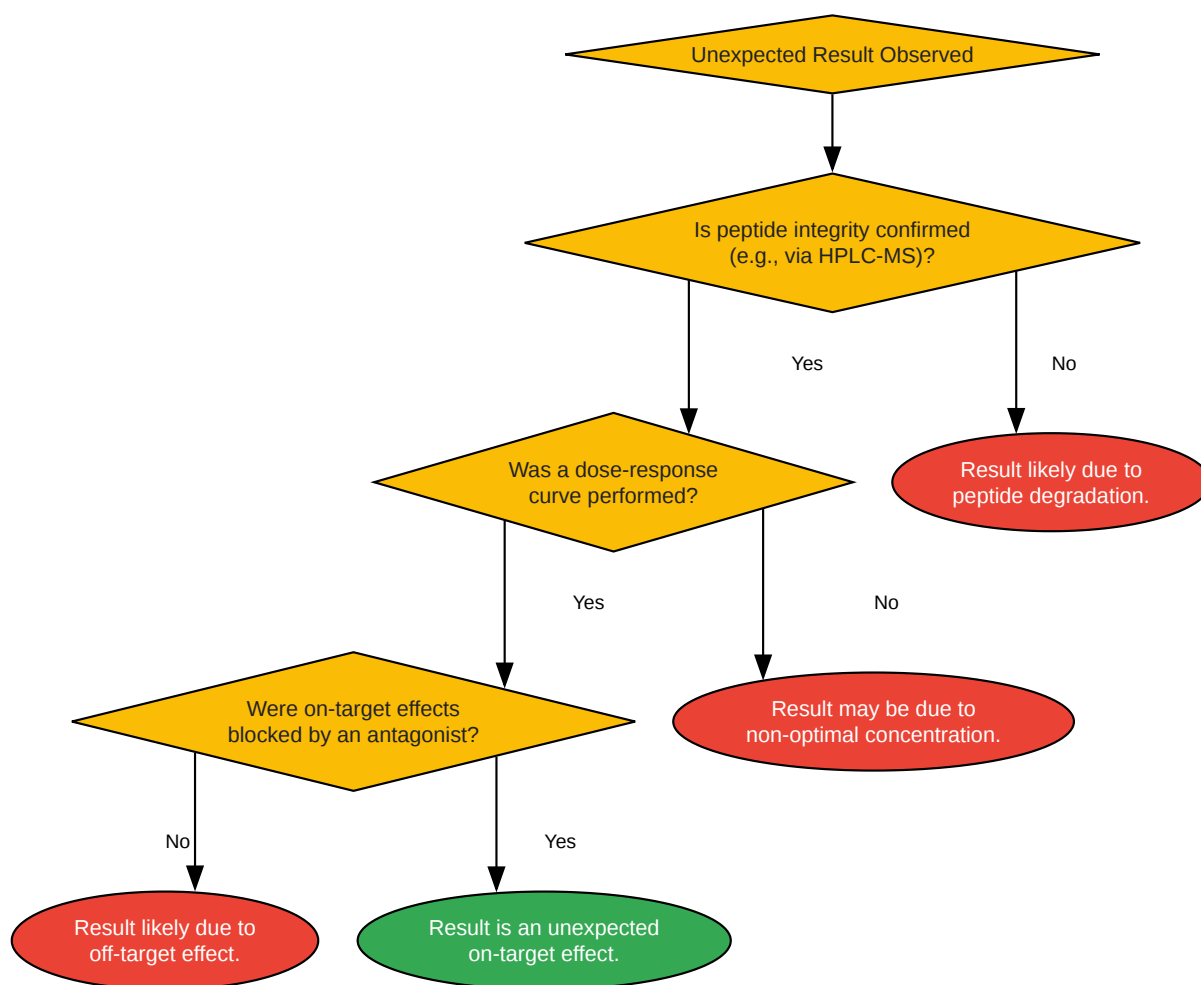 Unexpected Result Observed
Is peptide integrity confirmed
(e.g., via HPLC-MS)?
Yes
No
Was a dose-response
curve performed?
Result likely due to
peptide degradation.
Yes
No
Were on-target effects
blocked by an antagonist?
Result may be due to
non-optimal concentration.
No
Yes
Result likely due to
off-target effect.
Result is an unexpected
on-target effect.